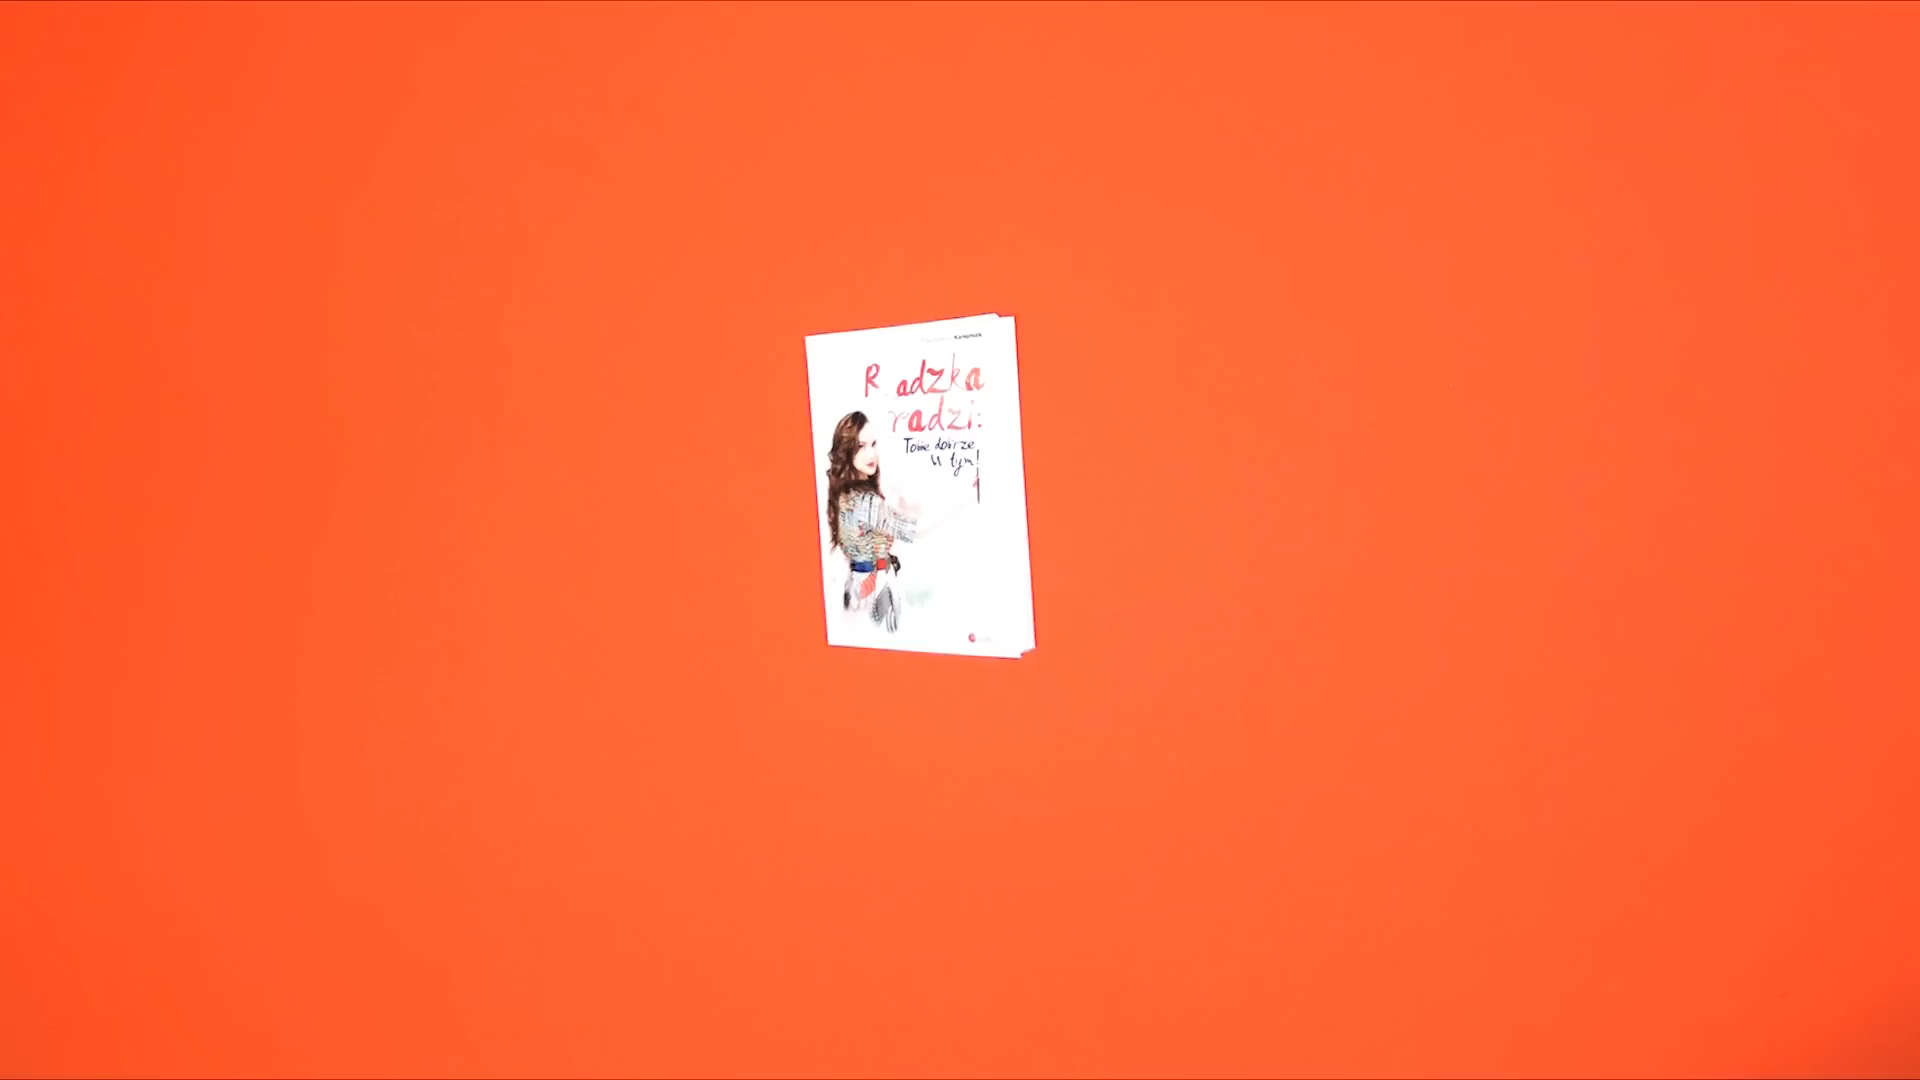 Radzka
radzi:
Tobie dobrze
w tym!